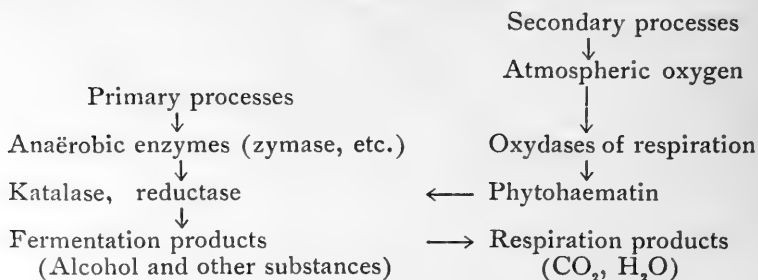 Secondary processes
↓
Atmospheric oxygen
Primary processes ↓
↓
Anaërobic enzymes (zymase, etc.) Oxydases of respiration
↓ ↓
Katalase, reductase ← Phytohaematin
↓
Fermentation products → Respiration products
(Alcohol and other substances) (CO₂, H₂O)